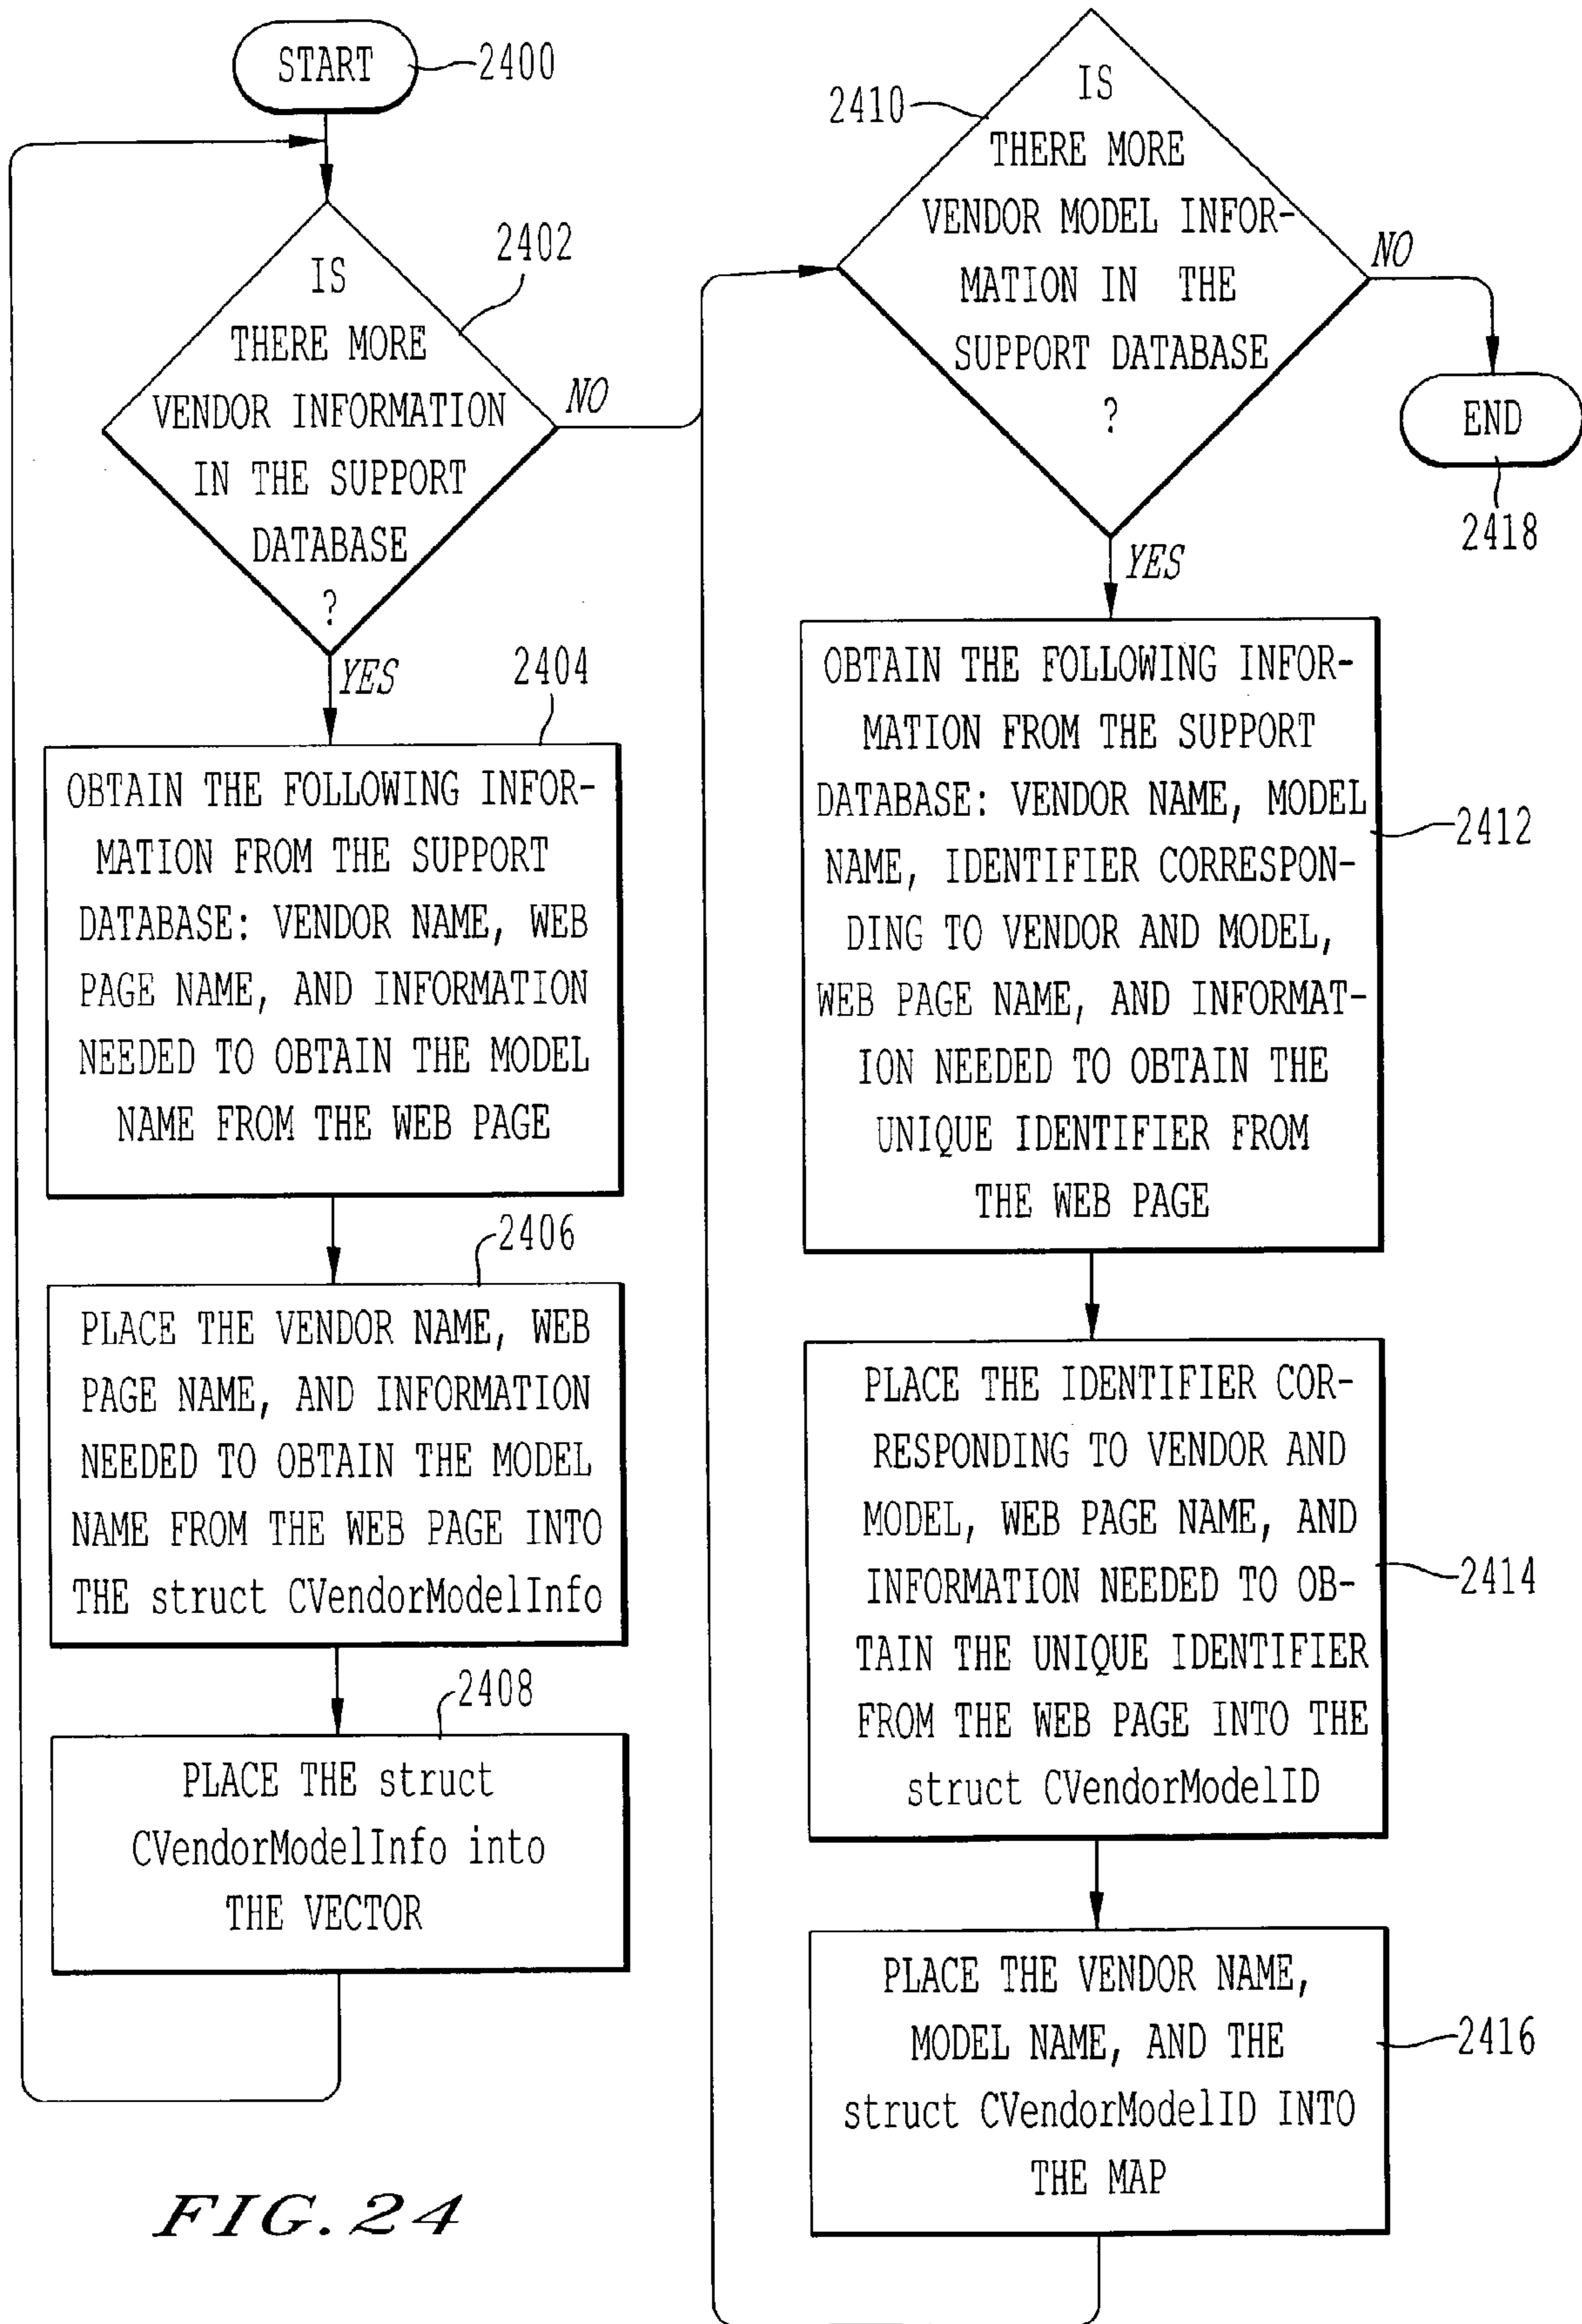 START
2400
2402
IS
THERE MORE
VENDOR INFORMATION
IN THE SUPPORT
DATABASE
?
NO
YES
2404
OBTAIN THE FOLLOWING INFOR-
MATION FROM THE SUPPORT
DATABASE: VENDOR NAME, WEB
PAGE NAME, AND INFORMATION
NEEDED TO OBTAIN THE MODEL
NAME FROM THE WEB PAGE
2406
PLACE THE VENDOR NAME, WEB
PAGE NAME, AND INFORMATION
NEEDED TO OBTAIN THE MODEL
NAME FROM THE WEB PAGE INTO
THE struct CVendorModelInfo
2408
PLACE THE struct
CVendorModelInfo into
THE VECTOR
2410
IS
THERE MORE
VENDOR MODEL INFOR-
MATION IN THE
SUPPORT DATABASE
?
NO
END
2418
YES
OBTAIN THE FOLLOWING INFOR-
MATION FROM THE SUPPORT
DATABASE: VENDOR NAME, MODEL
NAME, IDENTIFIER CORRESPON-
DING TO VENDOR AND MODEL,
WEB PAGE NAME, AND INFORMAT-
ION NEEDED TO OBTAIN THE
UNIQUE IDENTIFIER FROM
THE WEB PAGE
2412
PLACE THE IDENTIFIER COR-
RESPONDING TO VENDOR AND
MODEL, WEB PAGE NAME, AND
INFORMATION NEEDED TO OB-
TAIN THE UNIQUE IDENTIFIER
FROM THE WEB PAGE INTO THE
struct CVendorModelID
2414
PLACE THE VENDOR NAME,
MODEL NAME, AND THE
struct CVendorModelID INTO
THE MAP
2416
FIG. 24